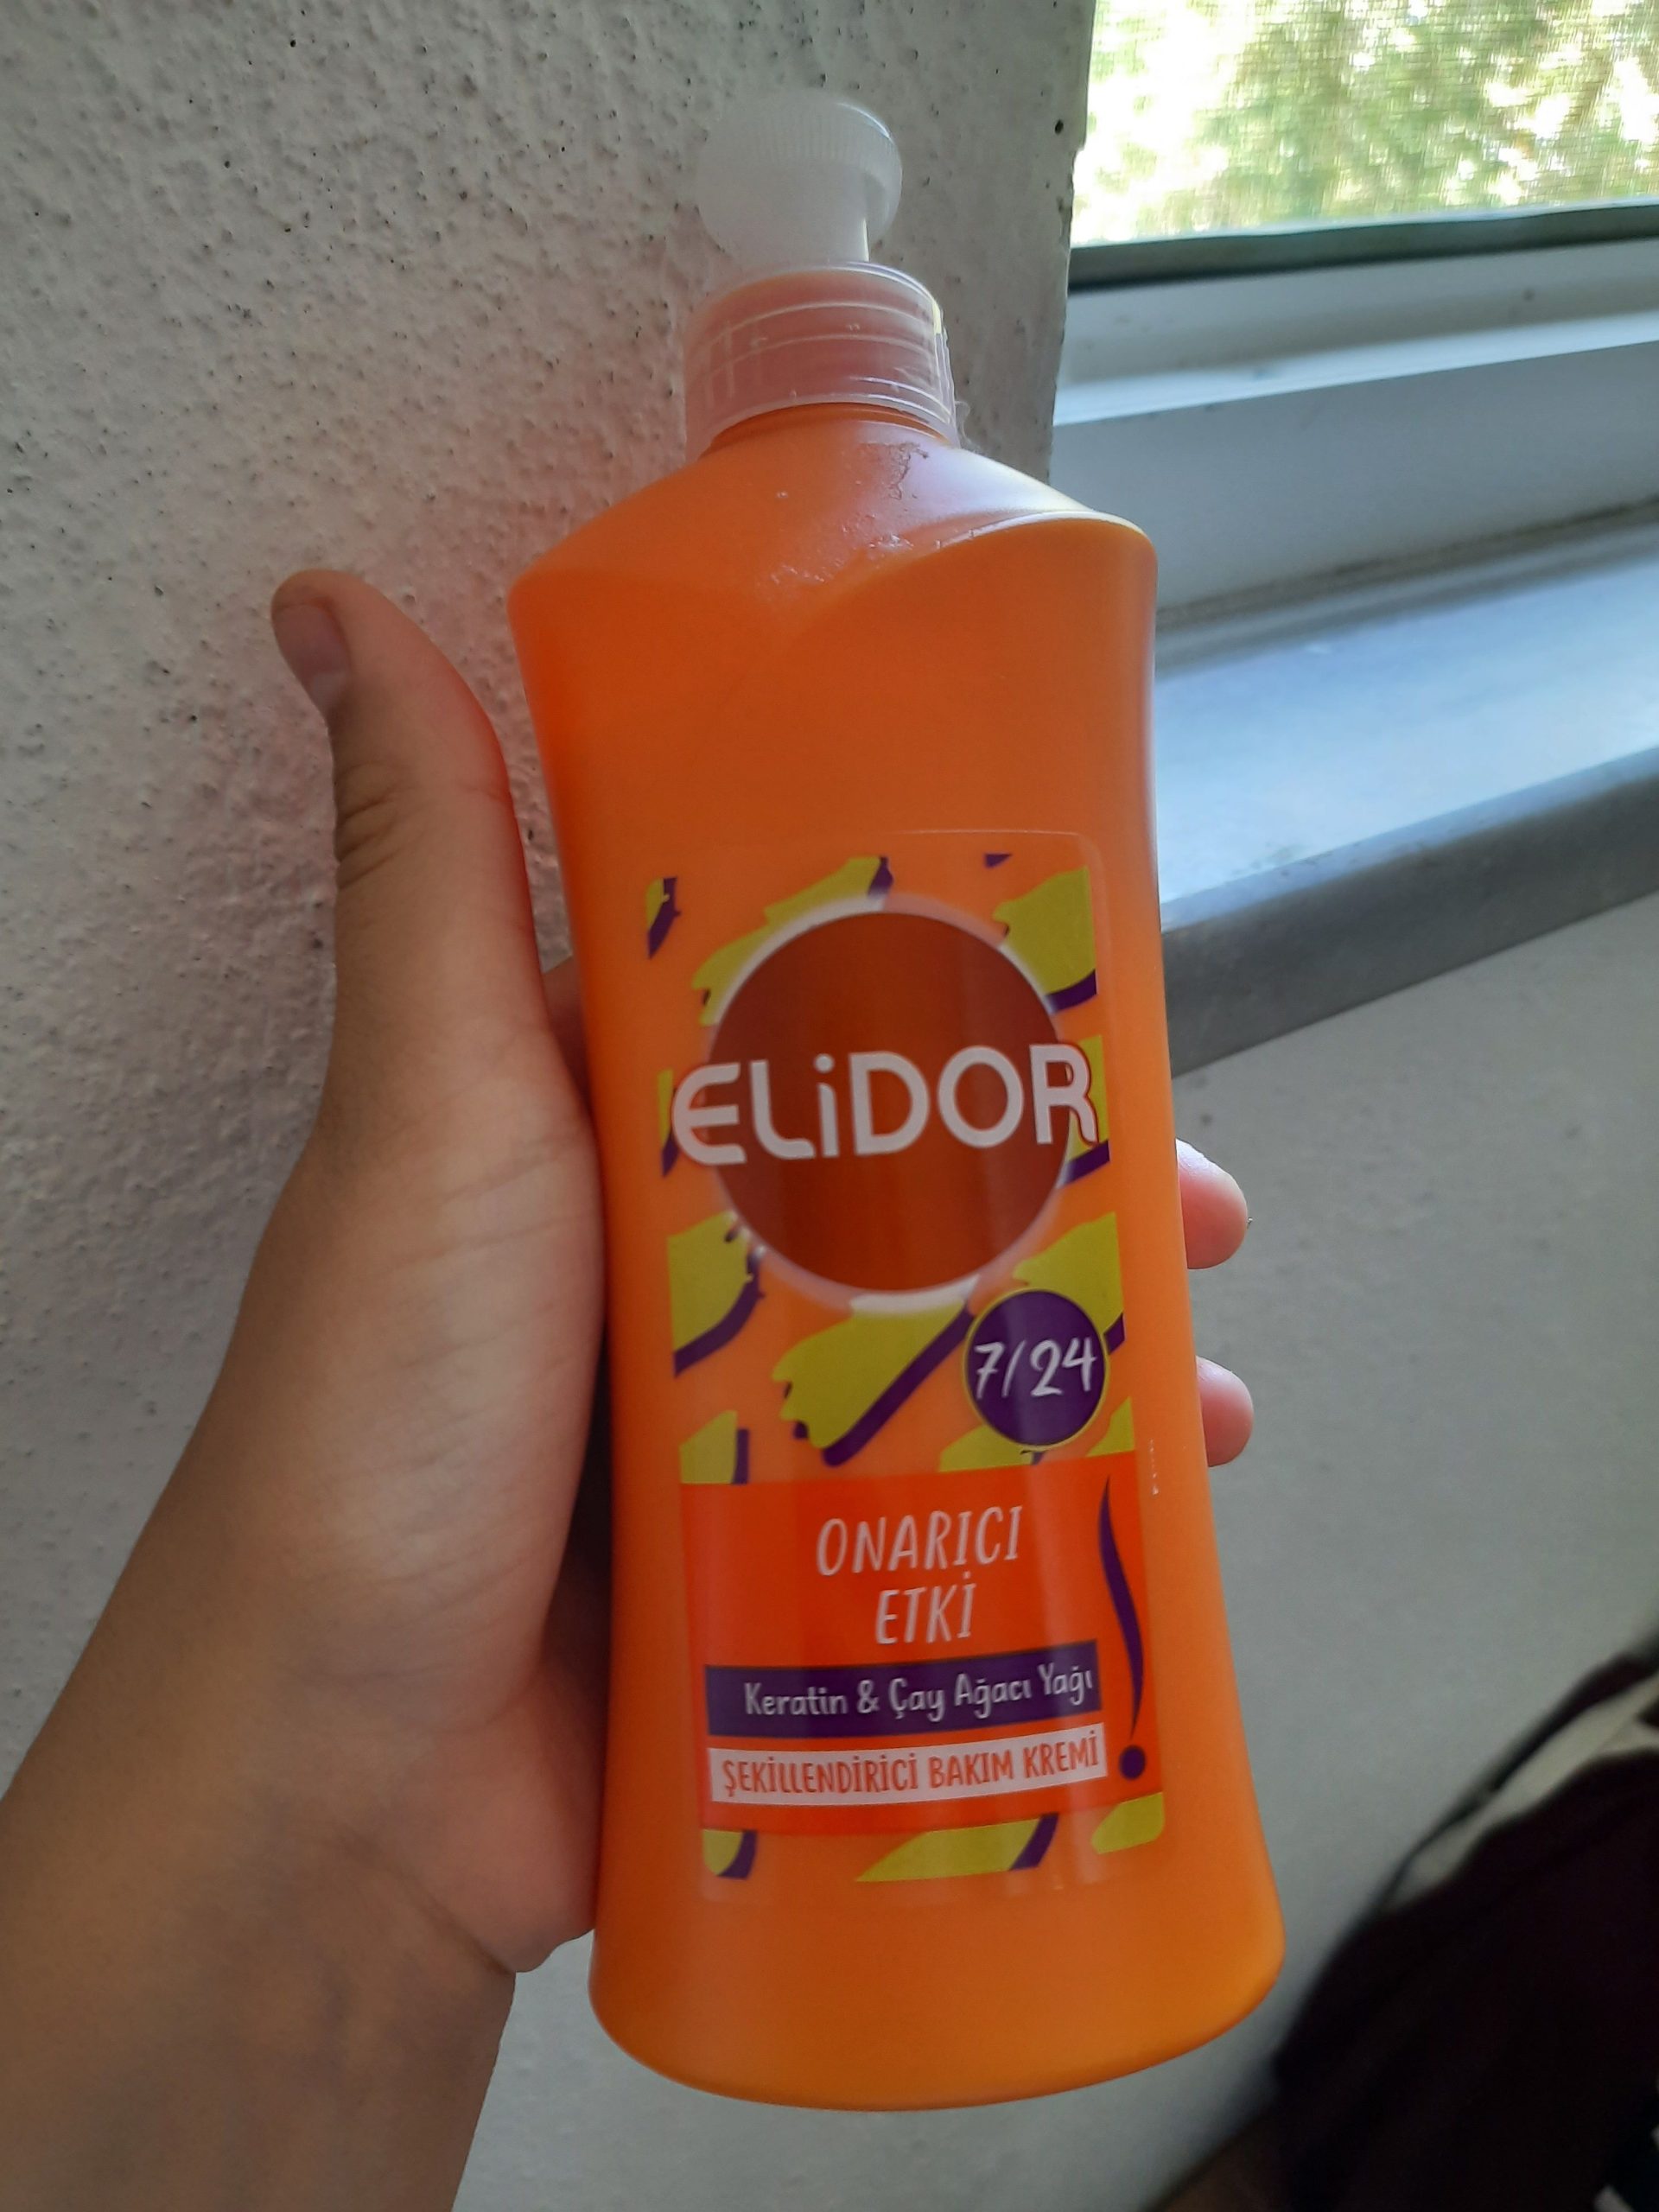 ELiDOR
7/24
ONARICI
ETKİ
Keratin & Çay Ağacı Yağı
ŞEKİLLENDİRİCİ BAKIM KREMİ